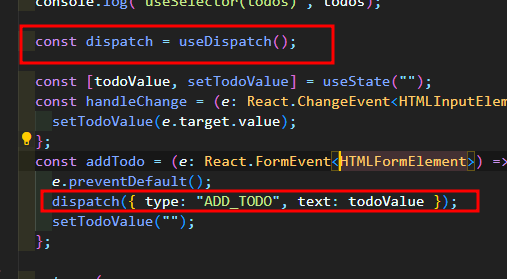 console.log("useSelector(todos)", todos);
const dispatch = useDispatch();
const [todoValue, setTodoValue] = useState("");
const handleChange = (e: React.ChangeEvent<HTMLInputElem
setTodoValue(e.target.value);
};
const addTodo = (e: React.FormEvent<HTMLFormElement>) =>
e.preventDefault();
dispatch({ type: "ADD_TODO", text: todoValue });
setTodoValue("");
};